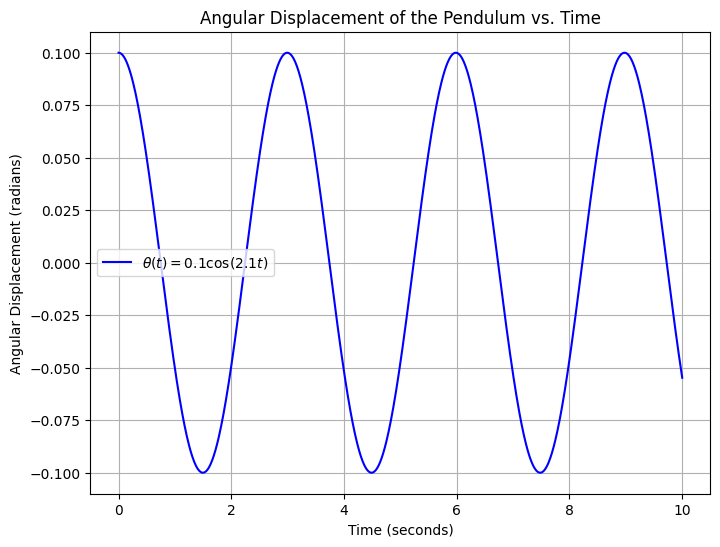 Angular Displacement of the Pendulum vs. Time
Angular Displacement (radians)
0.100
0.075
0.050
0.025
0.000
−0.025
−0.050
−0.075
−0.100
θ(t) = 0.1cos(2.1t)
0 2 4 6 8 10
Time (seconds)